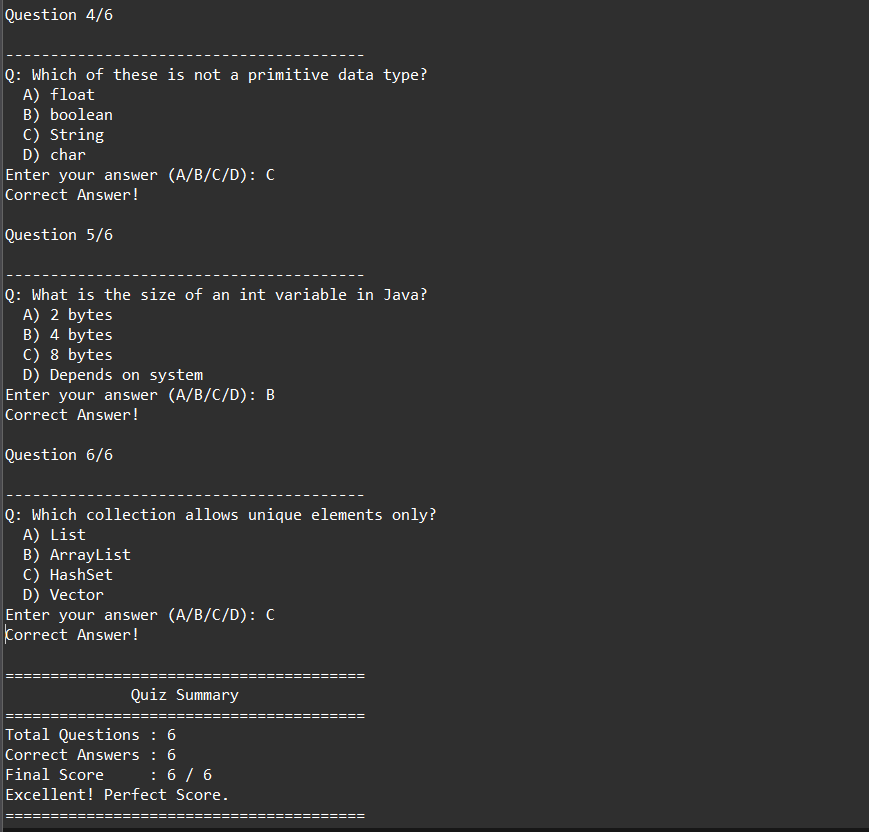 Question 4/6
----------------------------------------
Q: Which of these is not a primitive data type?
  A) float
  B) boolean
  C) String
  D) char
Enter your answer (A/B/C/D): C
Correct Answer!
Question 5/6
----------------------------------------
Q: What is the size of an int variable in Java?
  A) 2 bytes
  B) 4 bytes
  C) 8 bytes
  D) Depends on system
Enter your answer (A/B/C/D): B
Correct Answer!
Question 6/6
----------------------------------------
Q: Which collection allows unique elements only?
  A) List
  B) ArrayList
  C) HashSet
  D) Vector
Enter your answer (A/B/C/D): C
Correct Answer!
========================================
              Quiz Summary
========================================
Total Questions : 6
Correct Answers : 6
Final Score     : 6 / 6
Excellent! Perfect Score.
========================================